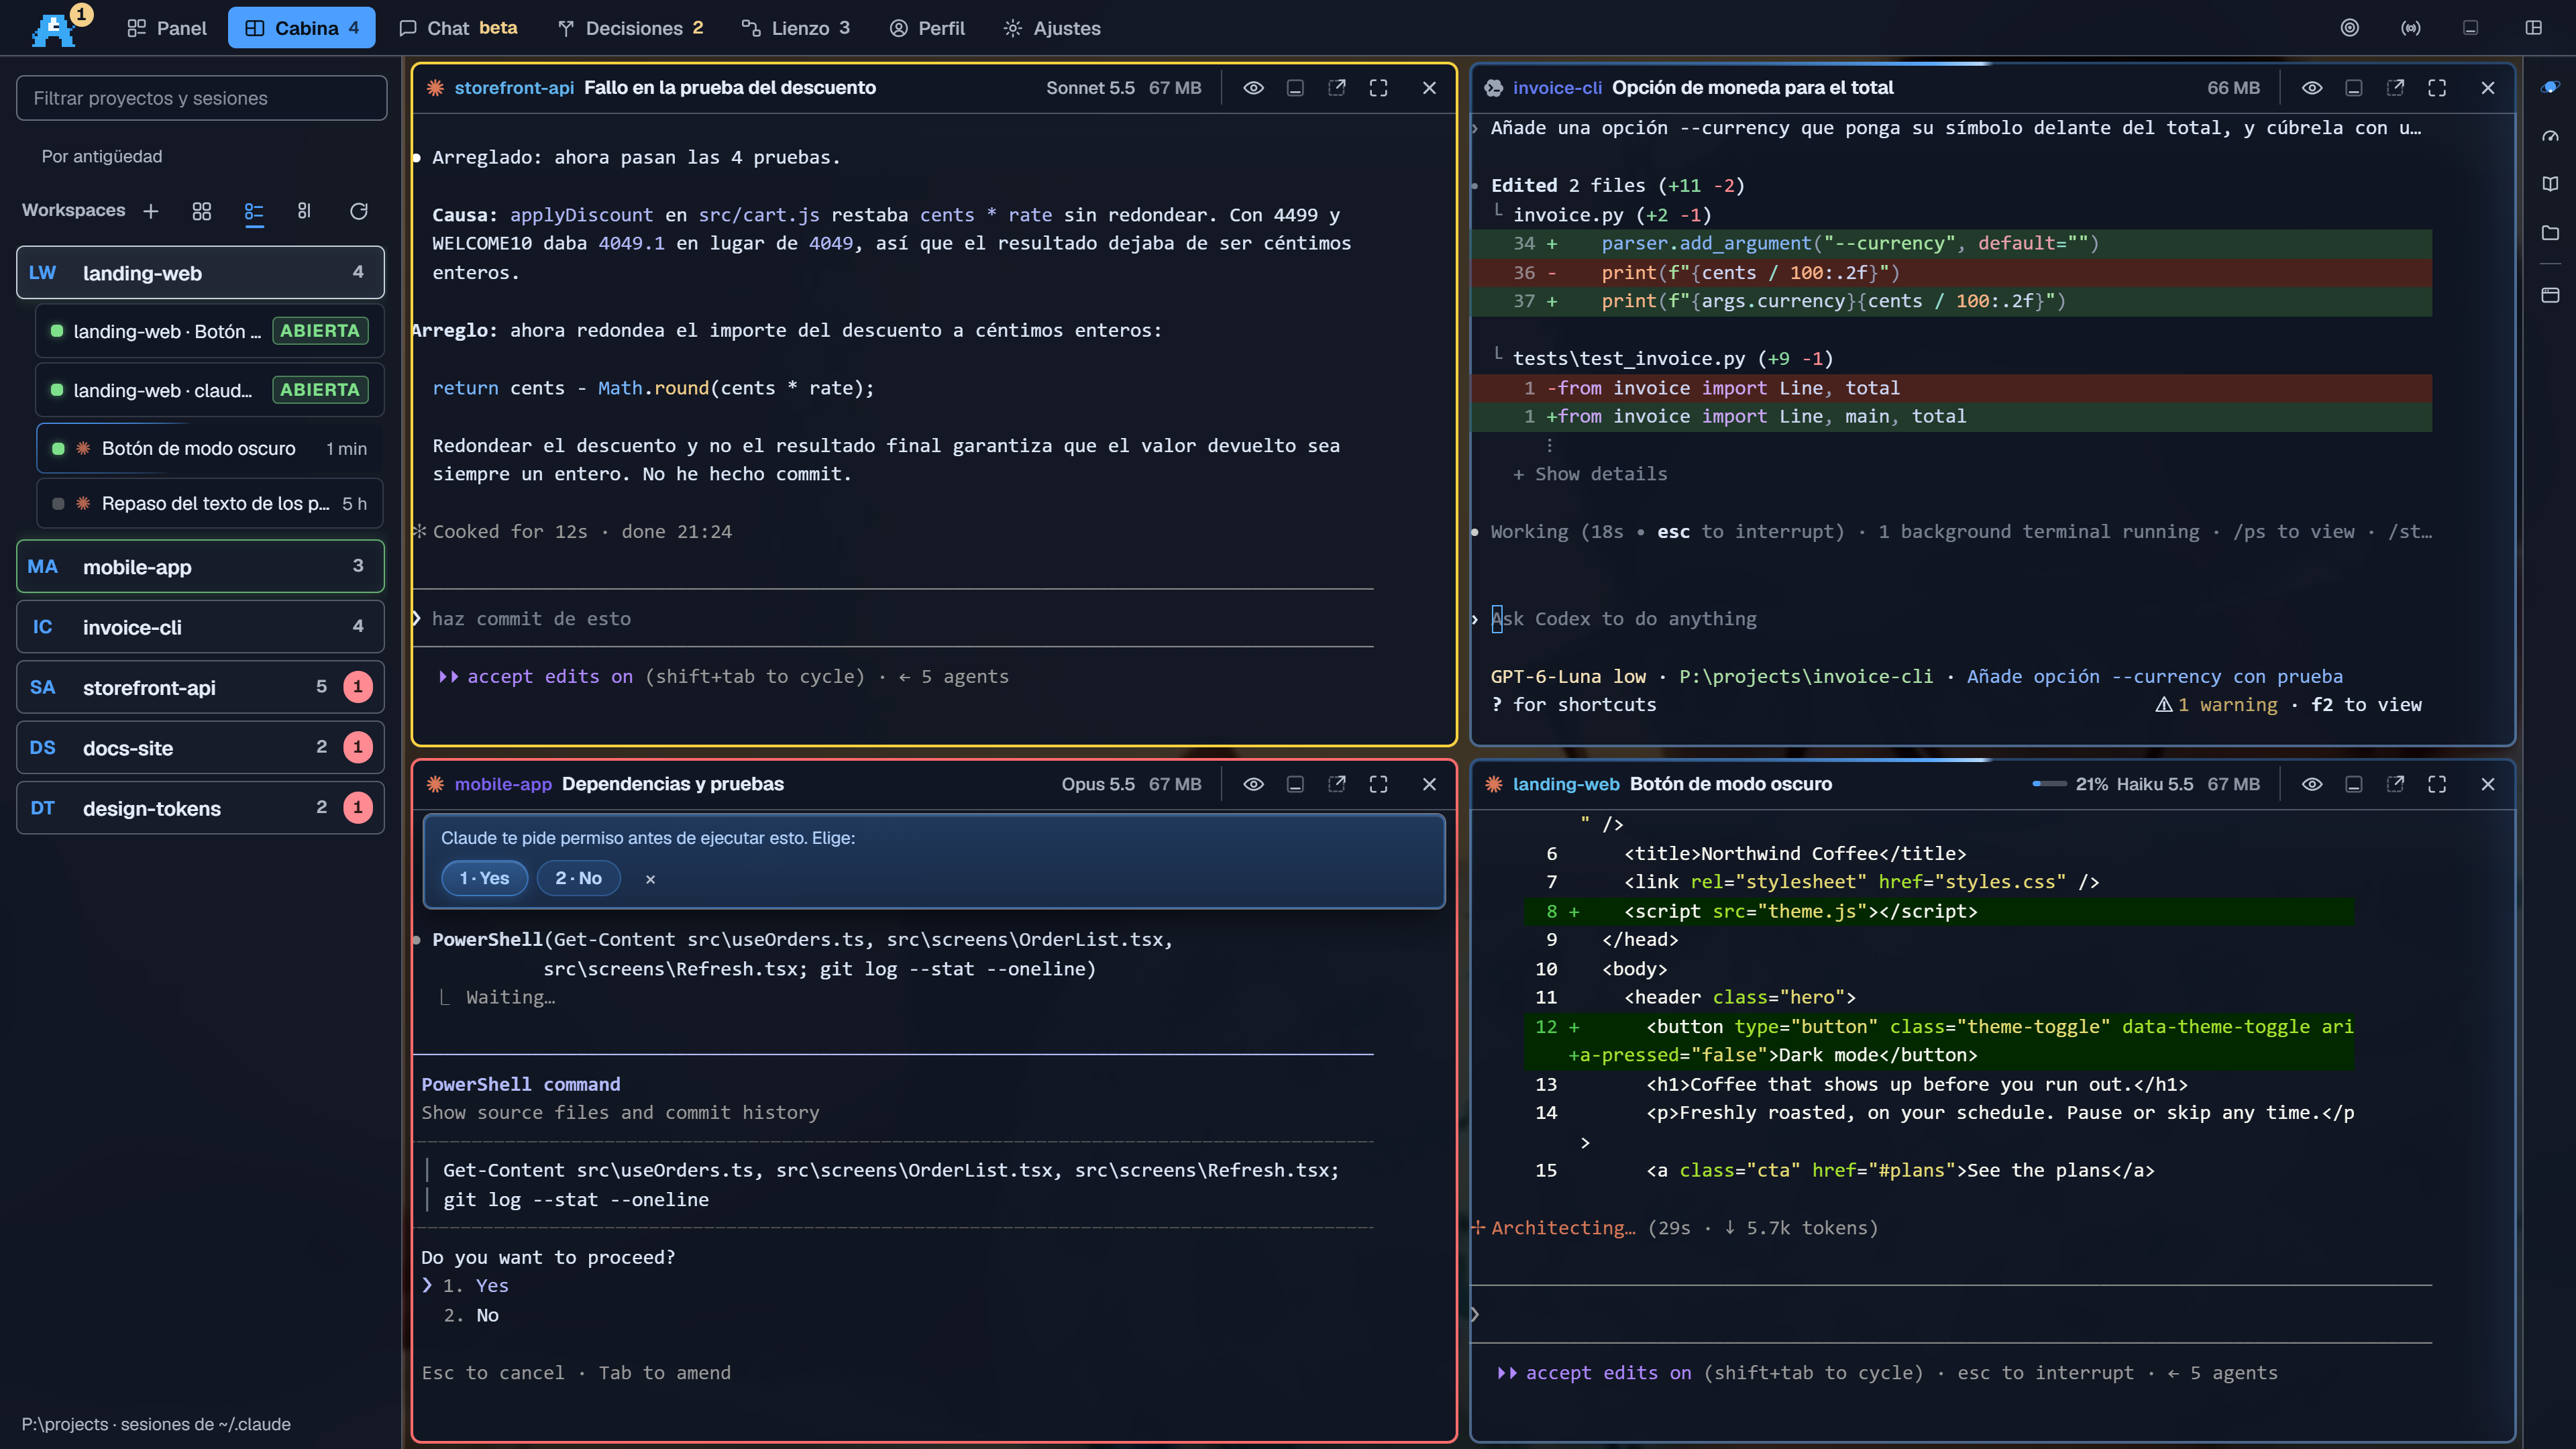 1
Panel
Cabina 4
Chat beta
Decisiones 2
Lienzo 3
Perfil
Ajustes
Filtrar proyectos y sesiones
Por antigüedad
Workspaces
LW landing-web 4
landing-web · Botón ... ABIERTA
landing-web · claud... ABIERTA
Botón de modo oscuro 1 min
Repaso del texto de los p... 5 h
MA mobile-app 3
IC invoice-cli 4
SA storefront-api 5 1
DS docs-site 2 1
DT design-tokens 2 1
P:\projects · sesiones de ~/.claude
storefront-api Fallo en la prueba del descuento Sonnet 5.5 67 MB
Arreglado: ahora pasan las 4 pruebas.
Causa: applyDiscount en src/cart.js restaba cents * rate sin redondear. Con 4499 y
WELCOME10 daba 4049.1 en lugar de 4049, así que el resultado dejaba de ser céntimos
enteros.
Arreglo: ahora redondea el importe del descuento a céntimos enteros:
return cents - Math.round(cents * rate);
Redondear el descuento y no el resultado final garantiza que el valor devuelto sea
siempre un entero. No he hecho commit.
✻ Cooked for 12s · done 21:24
❯ haz commit de esto
⏵⏵ accept edits on (shift+tab to cycle) · ← 5 agents
invoice-cli Opción de moneda para el total 66 MB
› Añade una opción --currency que ponga su símbolo delante del total, y cúbrela con u…
• Edited 2 files (+11 -2)
└ invoice.py (+2 -1)
34 + parser.add_argument("--currency", default="")
36 - print(f"{cents / 100:.2f}")
37 + print(f"{args.currency}{cents / 100:.2f}")
└ tests\test_invoice.py (+9 -1)
1 -from invoice import Line, total
1 +from invoice import Line, main, total
⋮
+ Show details
• Working (18s • esc to interrupt) · 1 background terminal running · /ps to view · /st…
› Ask Codex to do anything
GPT-6-Luna low · P:\projects\invoice-cli · Añade opción --currency con prueba
? for shortcuts ⚠ 1 warning · f2 to view
mobile-app Dependencias y pruebas Opus 5.5 67 MB
Claude te pide permiso antes de ejecutar esto. Elige:
1 · Yes 2 · No ×
PowerShell(Get-Content src\useOrders.ts, src\screens\OrderList.tsx,
src\screens\Refresh.tsx; git log --stat --oneline)
⎿ Waiting…
PowerShell command
Show source files and commit history
Get-Content src\useOrders.ts, src\screens\OrderList.tsx, src\screens\Refresh.tsx;
git log --stat --oneline
Do you want to proceed?
❯ 1. Yes
2. No
Esc to cancel · Tab to amend
landing-web Botón de modo oscuro 21% Haiku 5.5 67 MB
" />
6 <title>Northwind Coffee</title>
7 <link rel="stylesheet" href="styles.css" />
8 + <script src="theme.js"></script>
9 </head>
10 <body>
11 <header class="hero">
12 + <button type="button" class="theme-toggle" data-theme-toggle ari
+a-pressed="false">Dark mode</button>
13 <h1>Coffee that shows up before you run out.</h1>
14 <p>Freshly roasted, on your schedule. Pause or skip any time.</p
>
15 <a class="cta" href="#plans">See the plans</a>
Architecting… (29s · ↓ 5.7k tokens)
❯
⏵⏵ accept edits on (shift+tab to cycle) · esc to interrupt · ← 5 agents